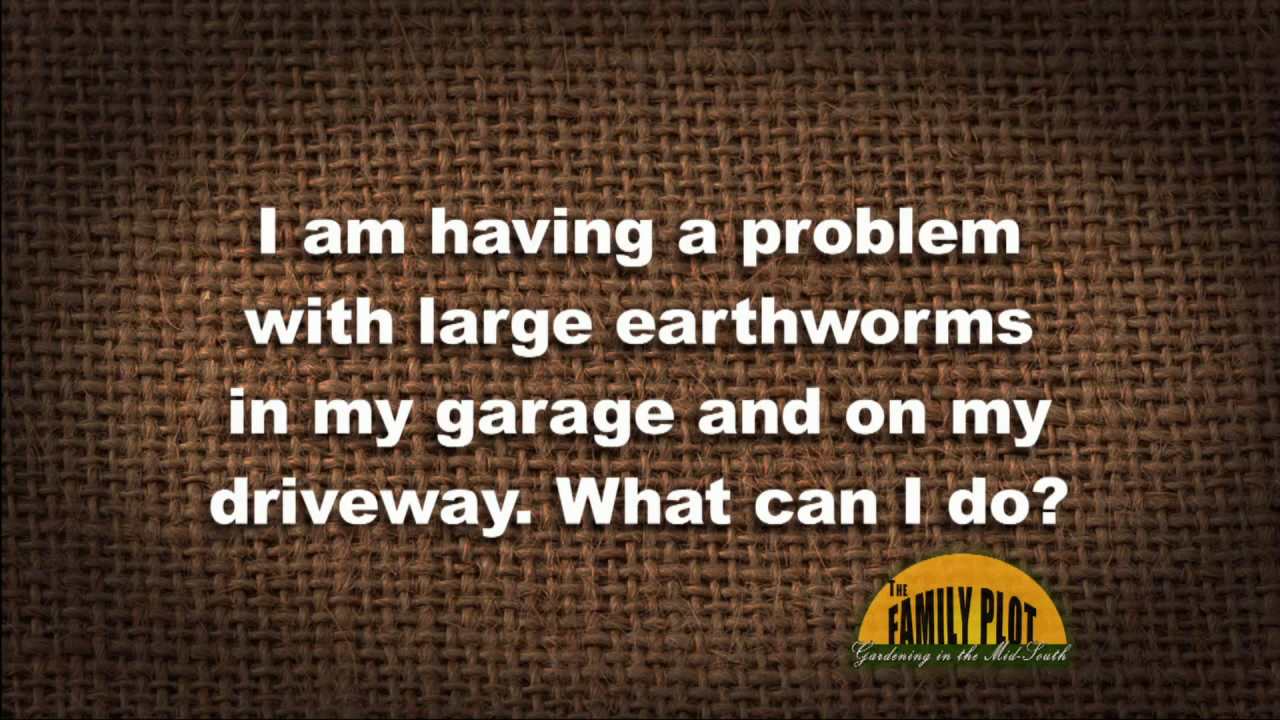 I am having a problem
with large earthworms
in my garage and on my
driveway. What can I do?
THE
FAMILY PLOT
Gardening in the Mid-South